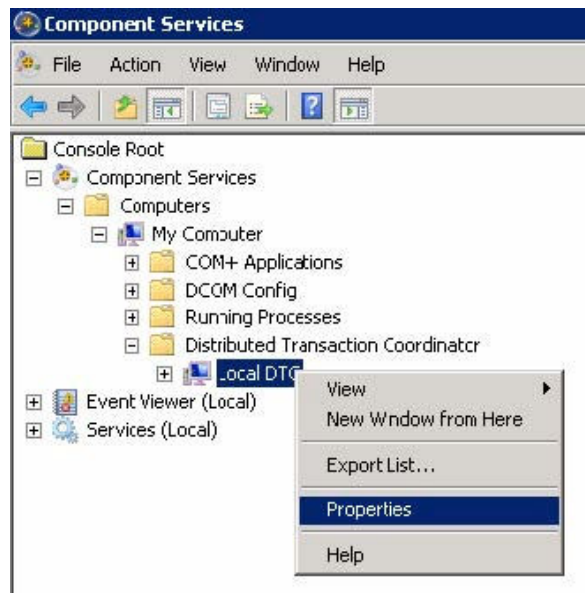 Component Services
File Action View Window Help
Console Root
Component Services
Computers
My Computer
COM+ Applications
DCOM Config
Running Processes
Distributed Transaction Coordinator
Local DTC
Event Viewer (Local)
Services (Local)
View
New Window from Here
Export List...
Properties
Help